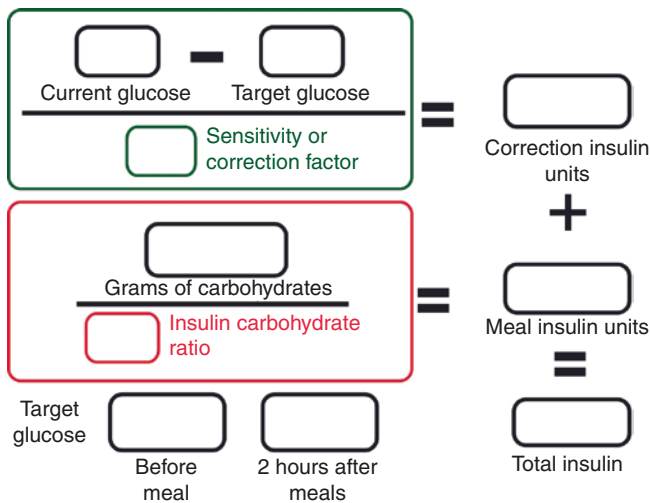 Current glucose
Target glucose
Sensitivity or
correction factor
Correction insulin
units
Grams of carbohydrates
Insulin carbohydrate
ratio
Meal insulin units
Target
glucose
Before
meal
2 hours after
meals
Total insulin